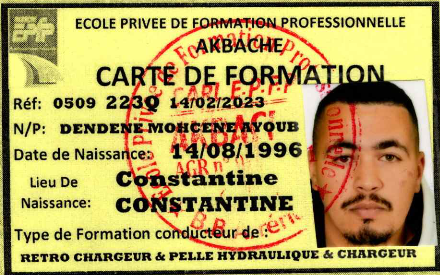 ECOLE PRIVEE DE FORMATION PROFESSIONNELLE
AKBACHE
CARTE DE FORMATION
Réf: 0509 223Q 14/02/2023
N/P: DENDENE MOHCENE AYOUB
Date de Naissance: 14/08/1996
Lieu De Constantine
Naissance: CONSTANTINE
Type de Formation conducteur de :
RETRO CHARGEUR & PELLE HYDRAULIQUE & CHARGEUR